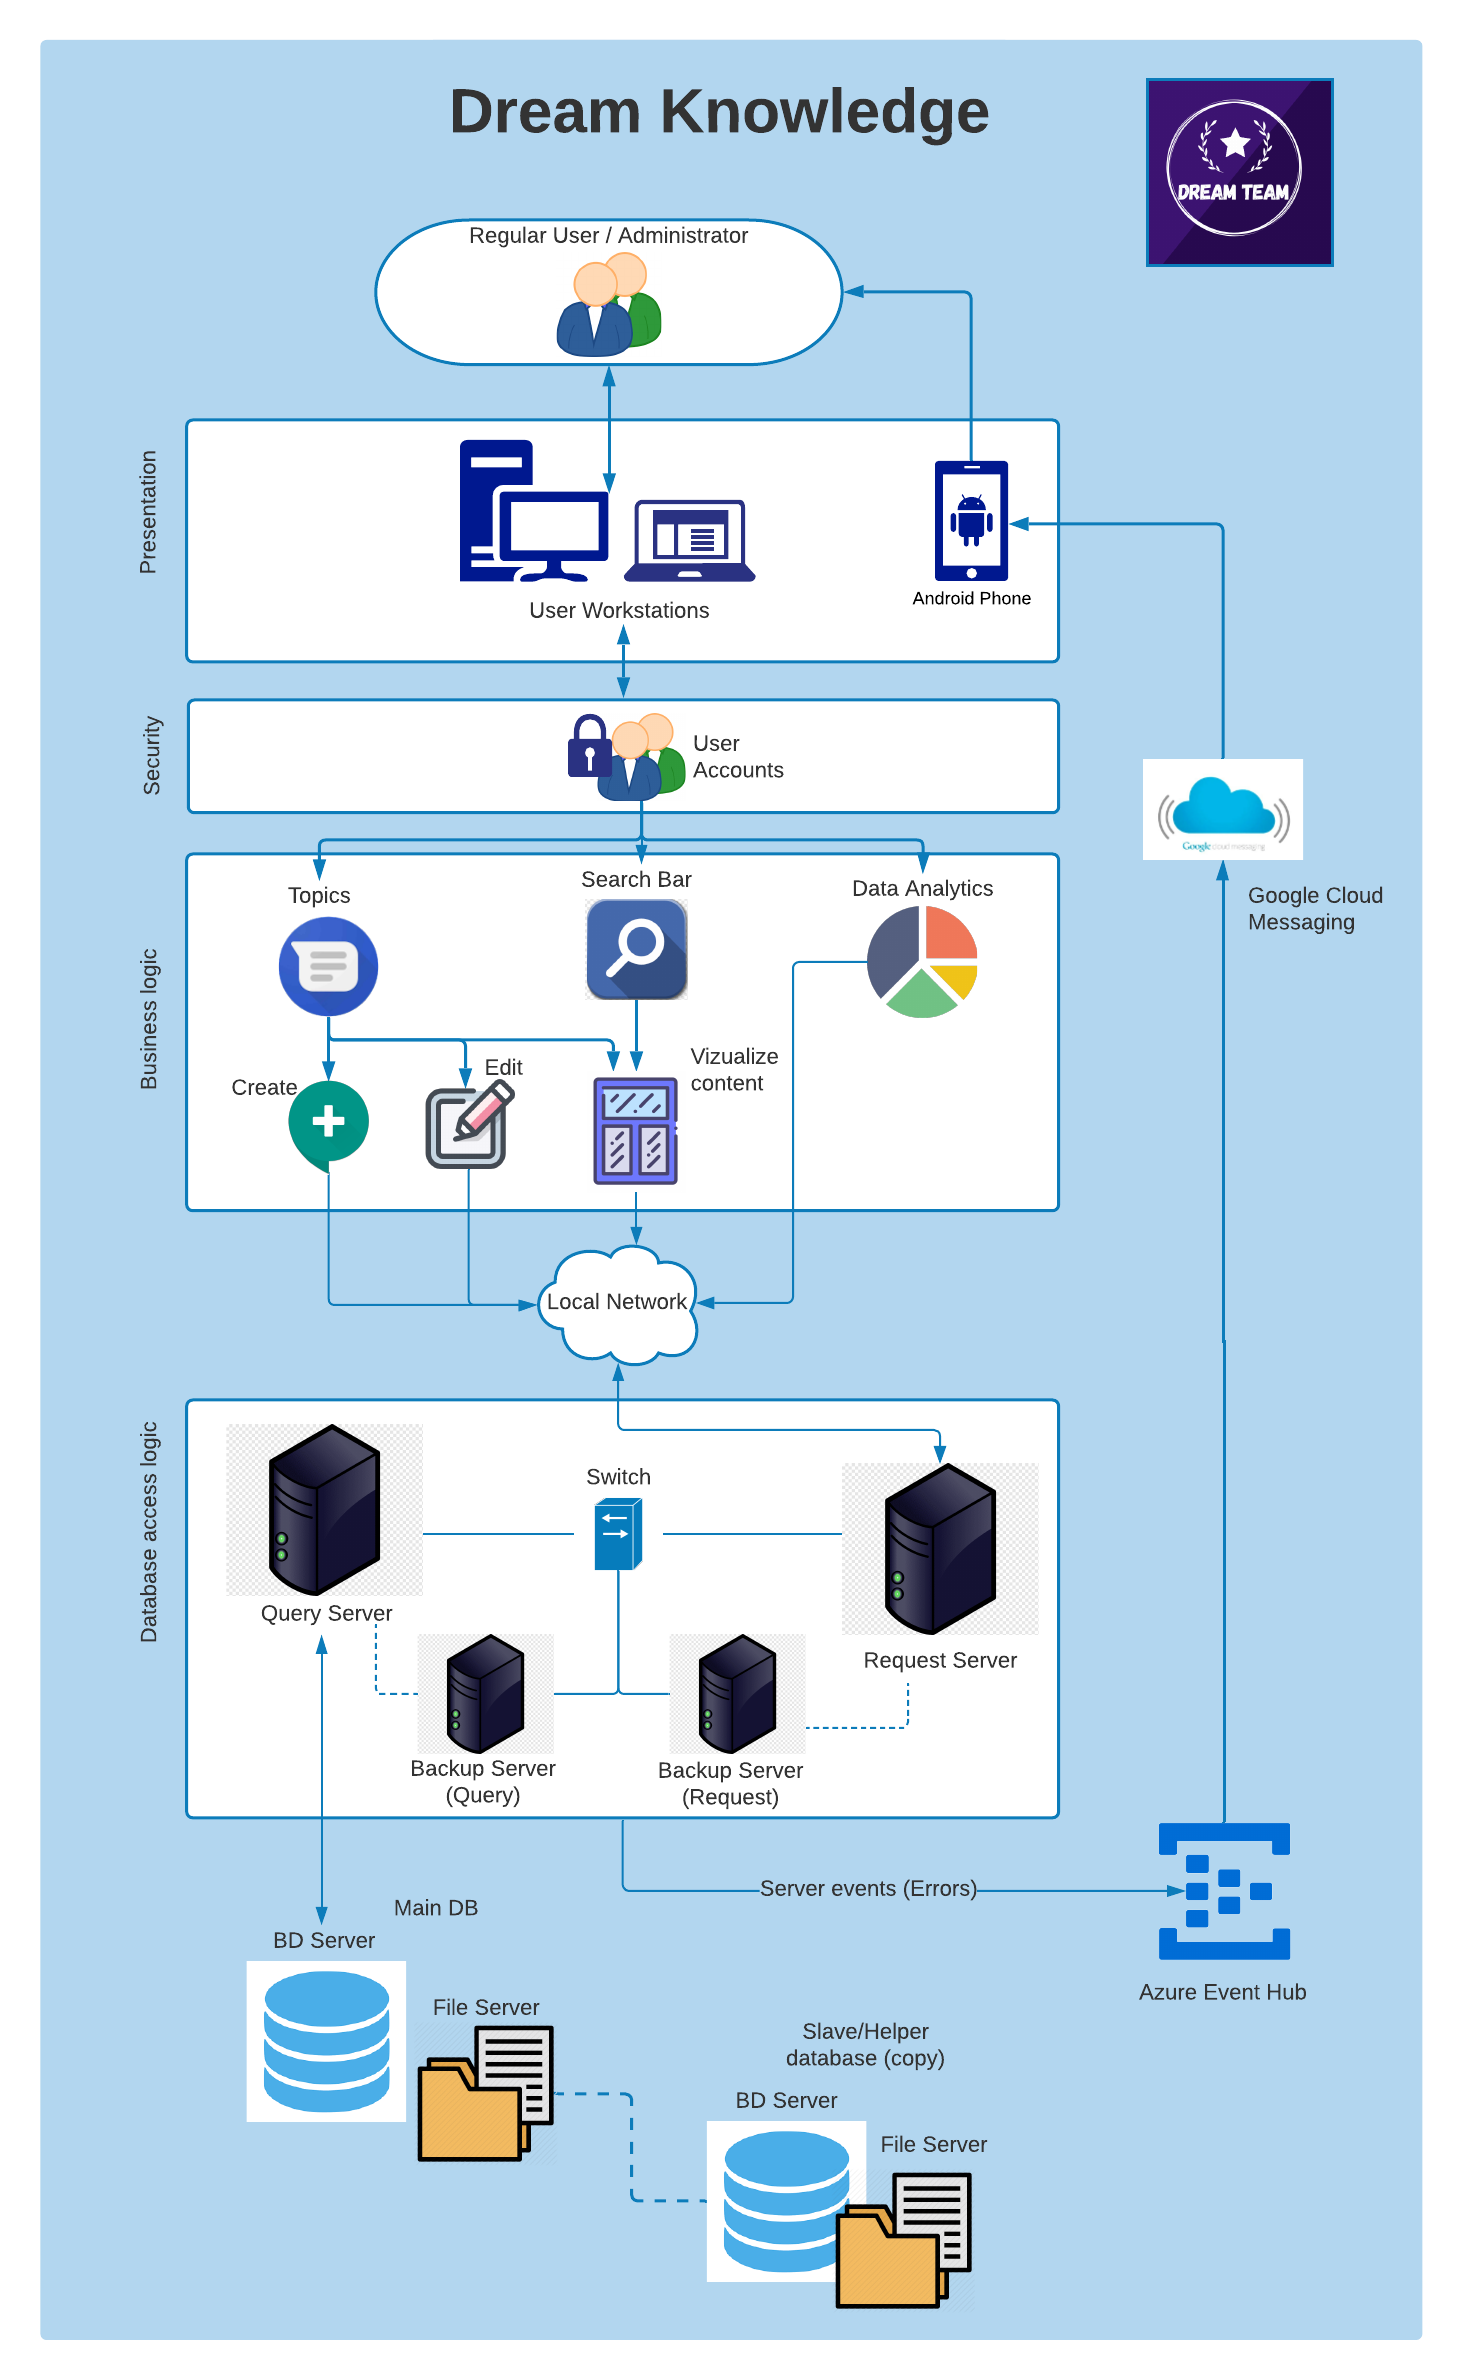 Dream Knowledge
DREAM TEAM
Regular User / Administrator
Presentation
User Workstations
Android Phone
Security
User
Accounts
Google cloud messaging
Google Cloud
Messaging
Business logic
Topics
Search Bar
Data Analytics
Create
Edit
Vizualize
content
Local Network
Database access logic
Switch
Query Server
Request Server
Backup Server
(Query)
Backup Server
(Request)
Server events (Errors)
Azure Event Hub
Main DB
BD Server
File Server
Slave/Helper
database (copy)
BD Server
File Server